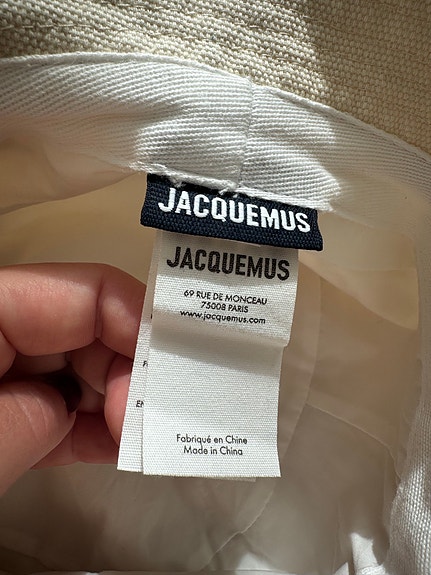 JACQUEMUS
JACQUEMUS
69 RUE DE MONCEAU
75008 PARIS
www.jacquemus.com
Fabriqué en Chine
Made in China